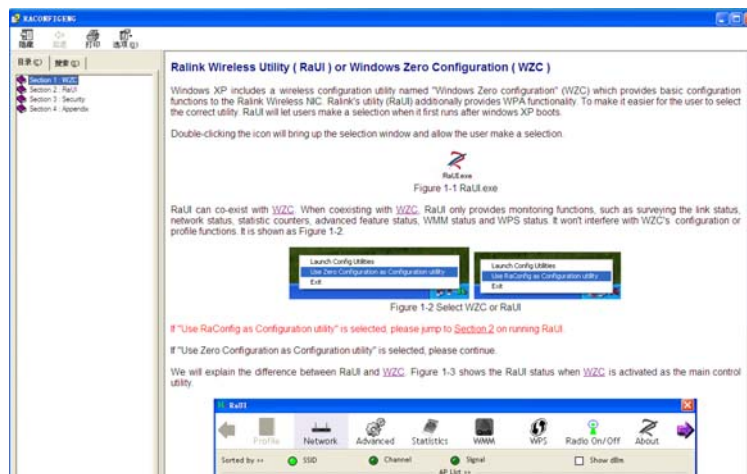 RACONFIGENG
隐藏 后退 打印 选项(O)
目录(C) 搜索(S)
Section 1 : WZC
Section 2 : RaUI
Section 3 : Security
Section 4 : Appendix
Ralink Wireless Utility ( RaUI ) or Windows Zero Configuration ( WZC )
Windows XP includes a wireless configuration utility named "Windows Zero configuration" (WZC) which provides basic configuration
functions to the Ralink Wireless NIC. Ralink's utility (RaUI) additionally provides WPA functionality. To make it easier for the user to select
the correct utility. RaUI will let users make a selection when it first runs after windows XP boots.
Double-clicking the icon will bring up the selection window and allow the user make a selection.
RaUI.exe
Figure 1-1 RaUI.exe
RaUI can co-exist with WZC. When coexisting with WZC, RaUI only provides monitoring functions, such as surveying the link status,
network status, statistic counters, advanced feature status, WMM status and WPS status. It won't interfere with WZC's configuration or
profile functions. It is shown as Figure 1-2.
Launch Config Utilities
Use Zero Configuration as Configuration utility
Exit
Launch Config Utilities
Use RaConfig as Configuration utility
Exit
Figure 1-2 Select WZC or RaUI
If "Use RaConfig as Configuration utility" is selected, please jump to Section 2 on running RaUI.
If "Use Zero Configuration as Configuration utility" is selected, please continue.
We will explain the difference between RaUI and WZC. Figure 1-3 shows the RaUI status when WZC is activated as the main control
utility.
RaUI
Profile Network Advanced Statistics WMM WPS Radio On/Off About
Sorted by >> SSID Channel Signal Show dBm
AP List >>